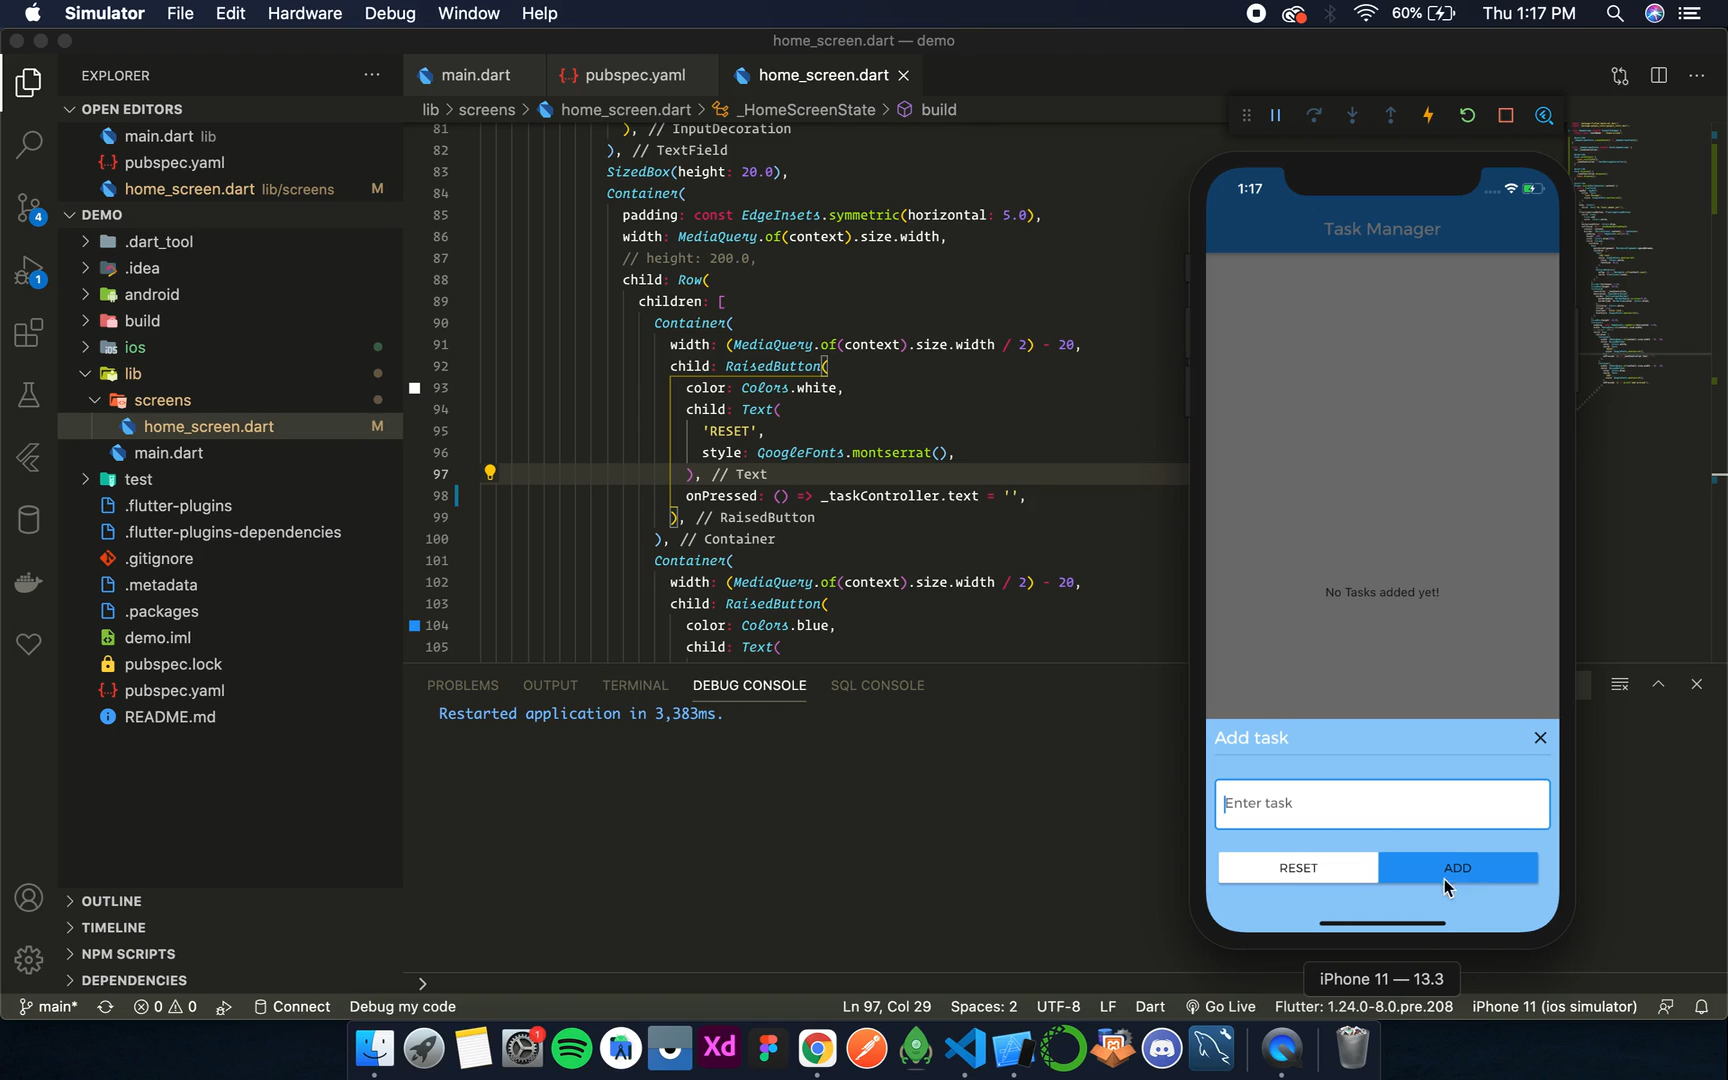 Simulator File Edit Hardware Debug Window Help 60% Thu 1:17 PM
home_screen.dart — demo
EXPLORER
OPEN EDITORS
main.dart lib
pubspec.yaml
home_screen.dart lib/screens M
DEMO
.dart_tool
.idea
android
build
ios
lib
screens
home_screen.dart M
main.dart
test
.flutter-plugins
.flutter-plugins-dependencies
.gitignore
.metadata
.packages
demo.iml
pubspec.lock
pubspec.yaml
README.md
OUTLINE
TIMELINE
NPM SCRIPTS
DEPENDENCIES
4
1
main.dart pubspec.yaml home_screen.dart
lib > screens > home_screen.dart > _HomeScreenState > build
81 ), // InputDecoration
82 ), // TextField
83 SizedBox(height: 20.0),
84 Container(
85 padding: const EdgeInsets.symmetric(horizontal: 5.0),
86 width: MediaQuery.of(context).size.width,
87 // height: 200.0,
88 child: Row(
89 children: [
90 Container(
91 width: (MediaQuery.of(context).size.width / 2) - 20,
92 child: RaisedButton(
93 color: Colors.white,
94 child: Text(
95 'RESET',
96 style: GoogleFonts.montserrat(),
97 ), // Text
98 onPressed: () => _taskController.text = '',
99 ), // RaisedButton
100 ), // Container
101 Container(
102 width: (MediaQuery.of(context).size.width / 2) - 20,
103 child: RaisedButton(
104 color: Colors.blue,
105 child: Text(
PROBLEMS OUTPUT TERMINAL DEBUG CONSOLE SQL CONSOLE
Restarted application in 3,383ms.
1:17
Task Manager
No Tasks added yet!
Add task
Enter task
RESET ADD
iPhone 11 — 13.3
main* 0 0 Connect Debug my code Ln 97, Col 29 Spaces: 2 UTF-8 LF Dart Go Live Flutter: 1.24.0-8.0.pre.208 iPhone 11 (ios simulator)
1
Xd